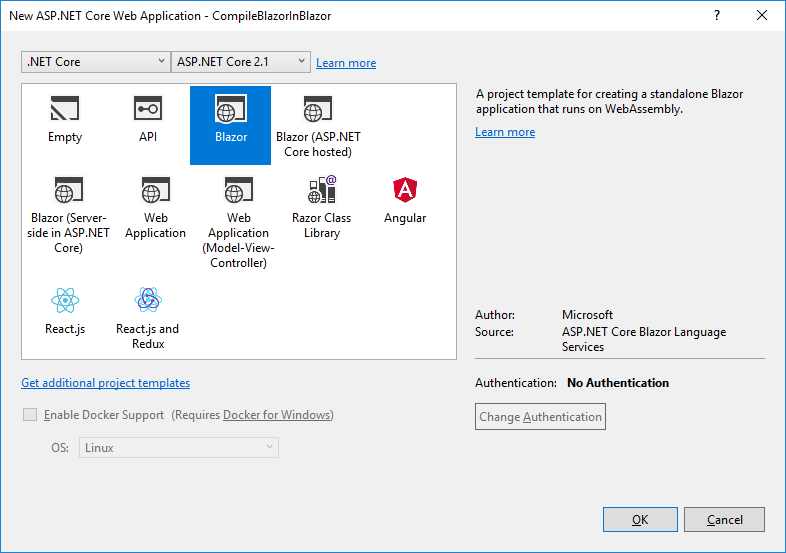 New ASP.NET Core Web Application - CompileBlazorInBlazor
?
.NET Core
ASP.NET Core 2.1
Learn more
Empty
API
Blazor
Blazor (ASP.NET
Core hosted)
Blazor (Server-
side in ASP.NET
Core)
Web
Application
Web
Application
(Model-View-
Controller)
Razor Class
Library
Angular
React.js
React.js and
Redux
A project template for creating a standalone Blazor
application that runs on WebAssembly.
Learn more
Author: Microsoft
Source: ASP.NET Core Blazor Language
Services
Get additional project templates
Authentication: No Authentication
Enable Docker Support (Requires Docker for Windows)
Change Authentication
OS: Linux
OK
Cancel